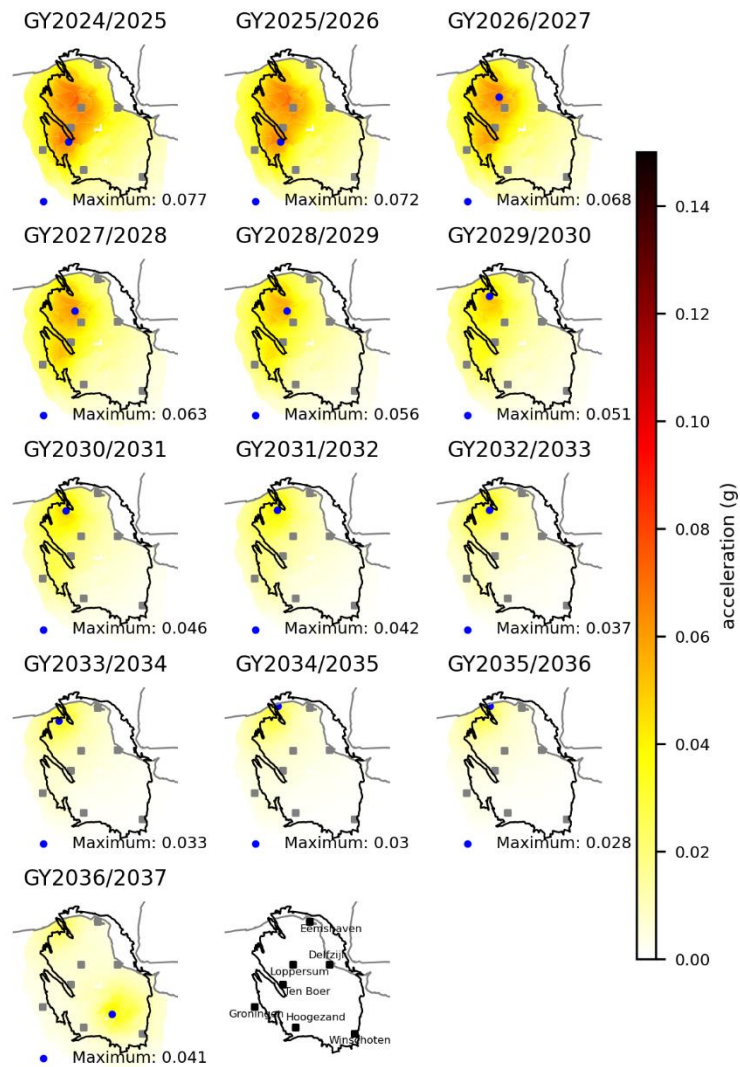 GY2024/2025 GY2025/2026 GY2026/2027
Maximum: 0.077 Maximum: 0.072 Maximum: 0.068
GY2027/2028 GY2028/2029 GY2029/2030
Maximum: 0.063 Maximum: 0.056 Maximum: 0.051
GY2030/2031 GY2031/2032 GY2032/2033
Maximum: 0.046 Maximum: 0.042 Maximum: 0.037
GY2033/2034 GY2034/2035 GY2035/2036
Maximum: 0.033 Maximum: 0.03 Maximum: 0.028
GY2036/2037
Maximum: 0.041
Eemshaven
Delfzijl
Loppersum
Ten Boer
Groningen
Hoogezand
Winschoten
0.14
0.12
0.10
0.08
0.06
0.04
0.02
0.00
acceleration (g)